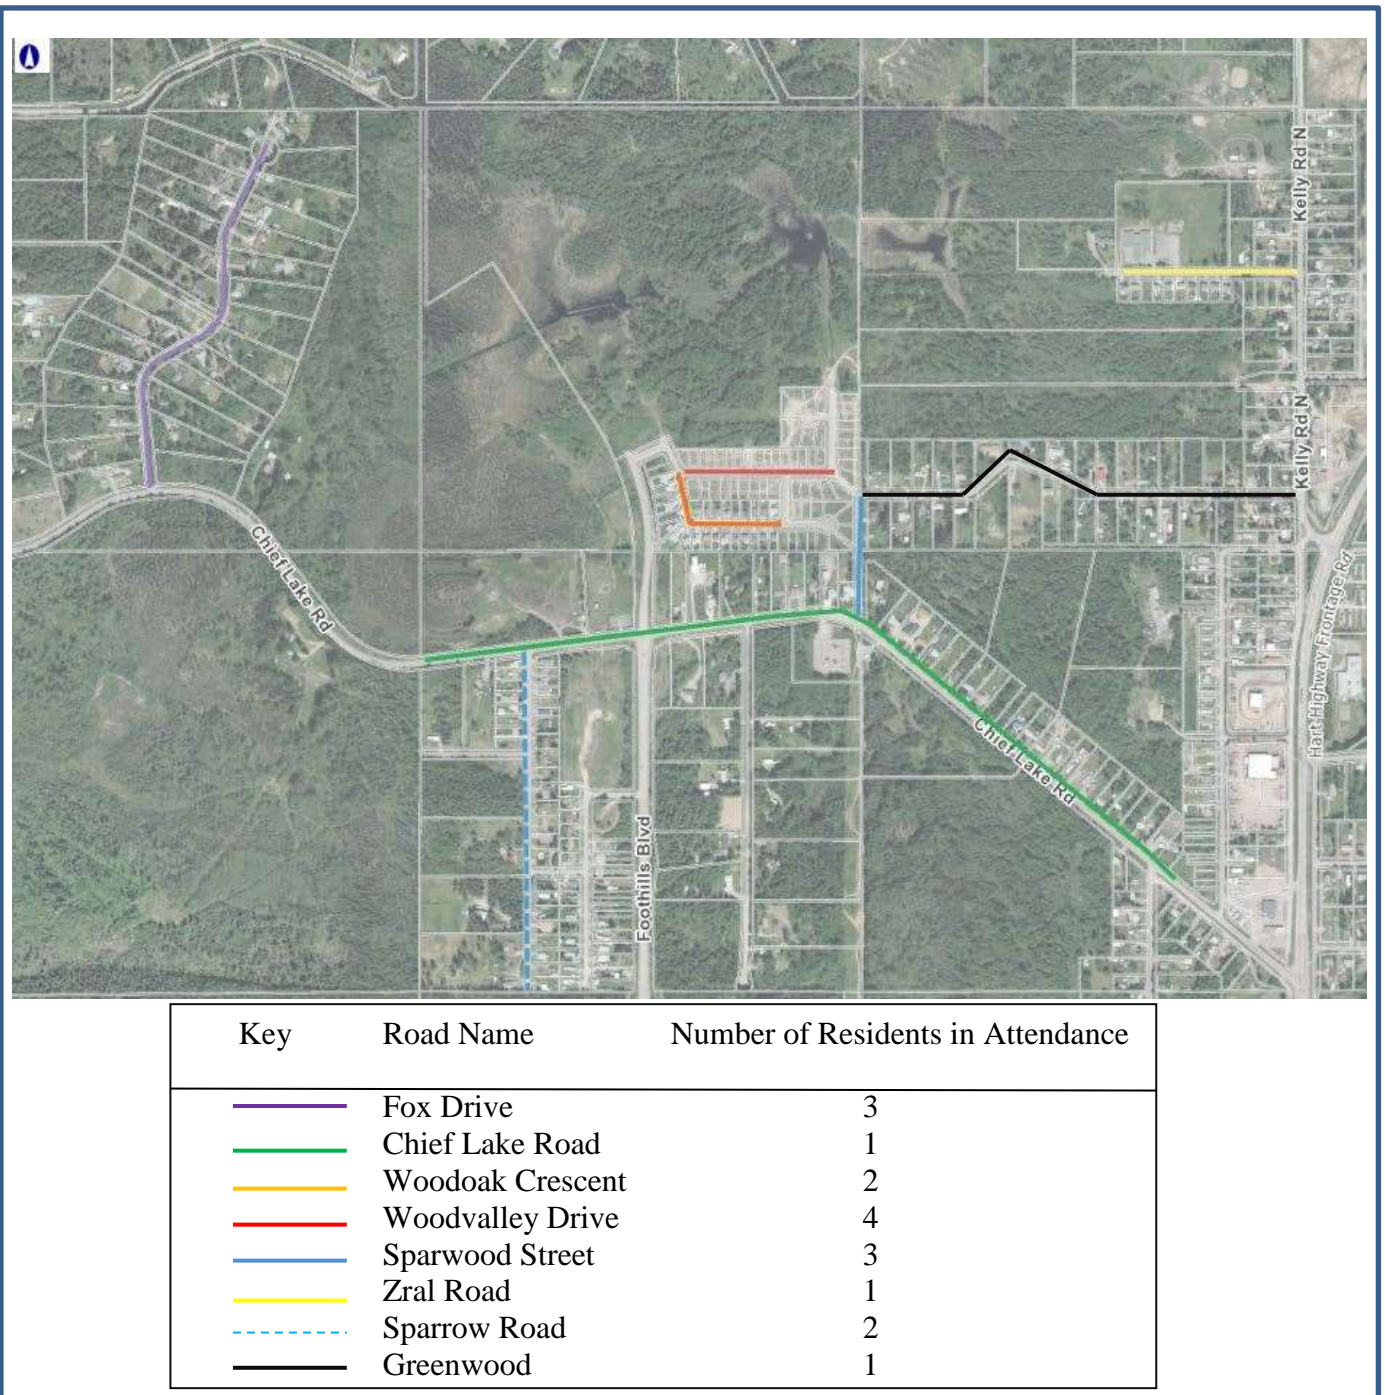 Kelly Rd N
Kelly Rd N
Chief Lake Rd
Hart Highway Frontage Rd
Chief Lake Rd
Foothills Blvd
Key Road Name Number of Residents in Attendance
Fox Drive 3
Chief Lake Road 1
Woodoak Crescent 2
Woodvalley Drive 4
Sparwood Street 3
Zral Road 1
Sparrow Road 2
Greenwood 1